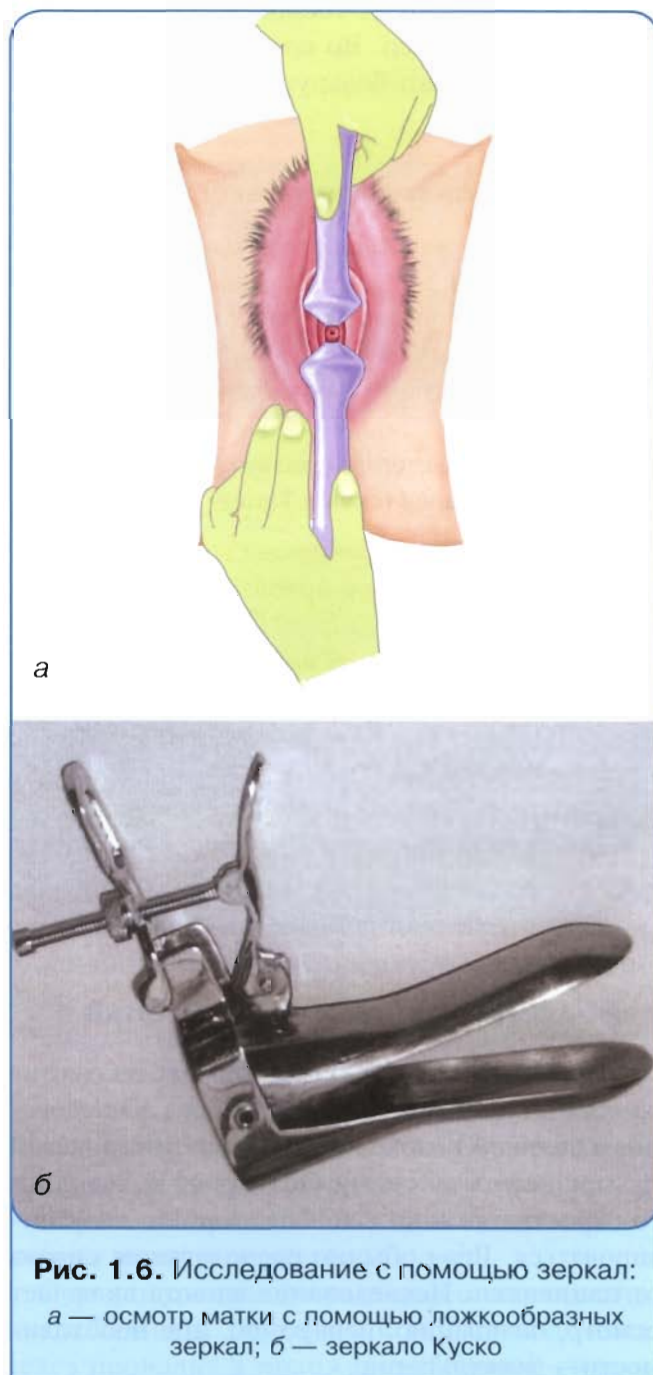 а
б
Рис. 1.6. Исследование с помощью зеркал:
а — осмотр матки с помощью ложкообразных
зеркал; б — зеркало Куско